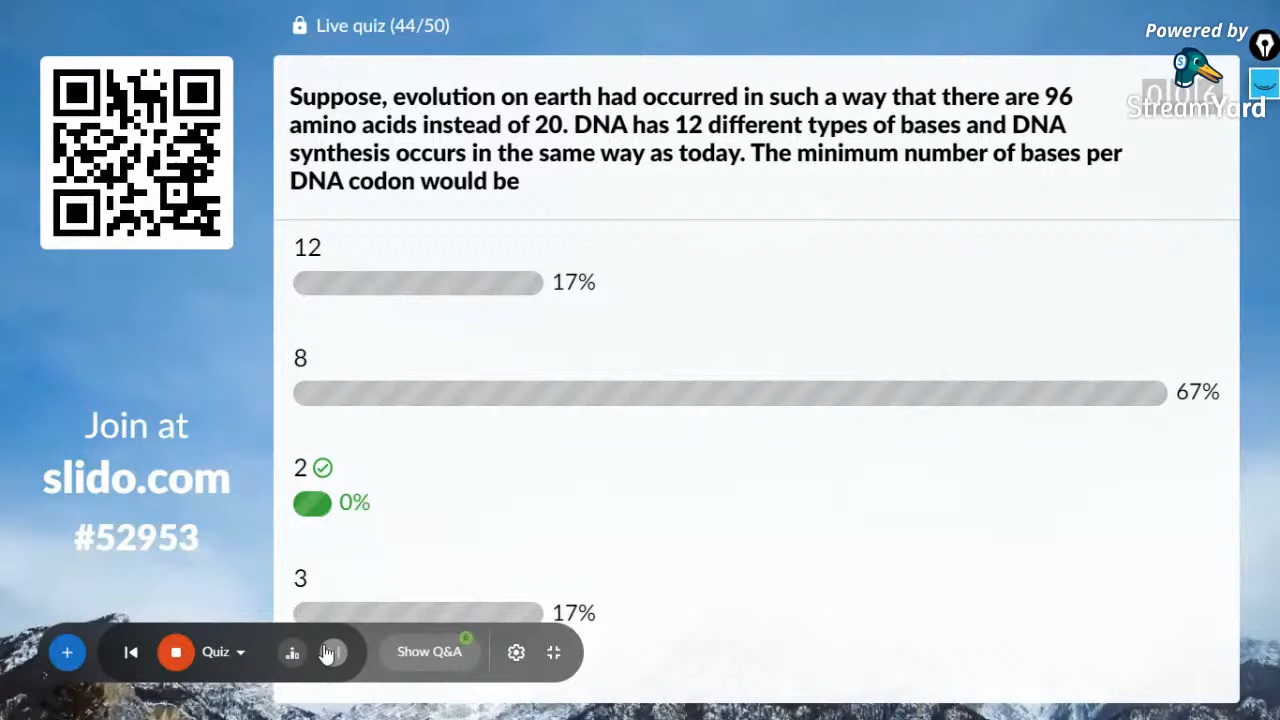 Live quiz (44/50)
Powered by
StreamYard
Suppose, evolution on earth had occurred in such a way that there are 96
amino acids instead of 20. DNA has 12 different types of bases and DNA
synthesis occurs in the same way as today. The minimum number of bases per
DNA codon would be
12
17%
8
67%
2
0%
3
17%
Join at
slido.com
#52953
Quiz
Show Q&A
6